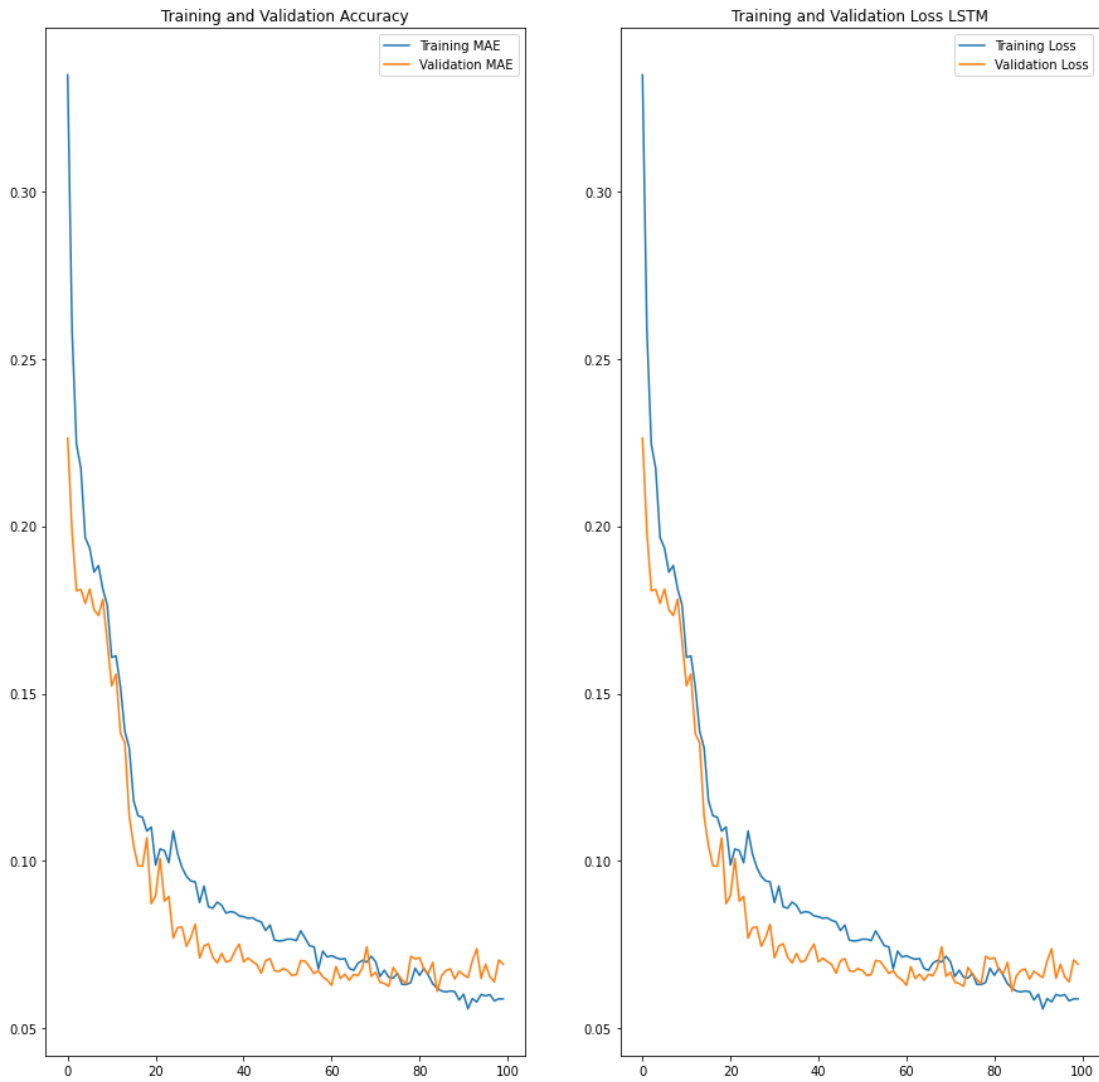 Training and Validation Accuracy
Training MAE
Validation MAE
0.30
0.25
0.20
0.15
0.10
0.05
0 20 40 60 80 100
Training and Validation Loss LSTM
Training Loss
Validation Loss
0.30
0.25
0.20
0.15
0.10
0.05
0 20 40 60 80 100